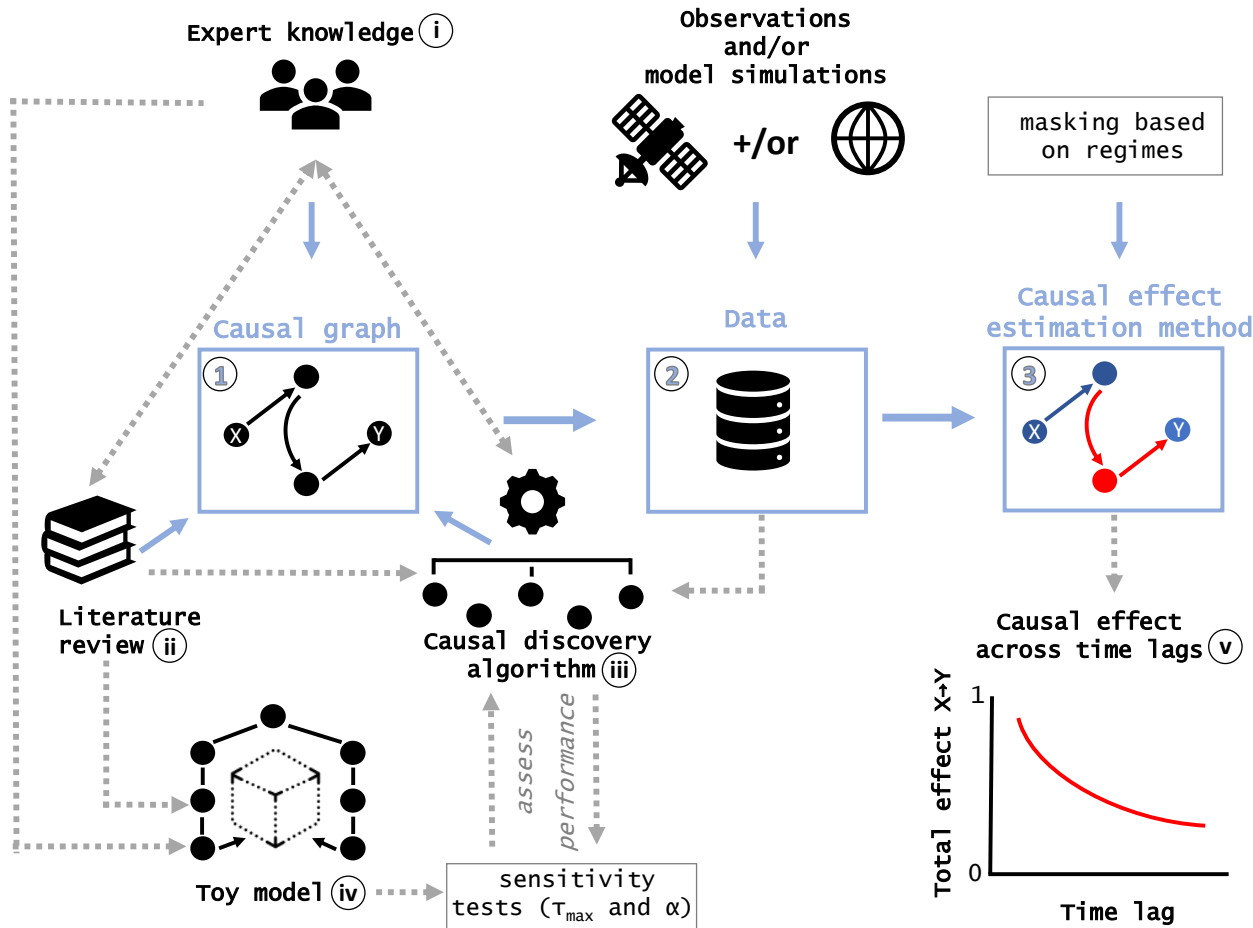 Expert knowledge i
Observations
and/or
model simulations
+/or
masking based
on regimes
Causal graph
Data
Causal effect
estimation method
1
X
Y
2
3
X
Y
Literature
review ii
Causal discovery
algorithm iii
Causal effect
across time lags v
assess
performance
Toy model iv
sensitivity
tests (τmax and α)
Total effect X→Y
1
0
Time lag